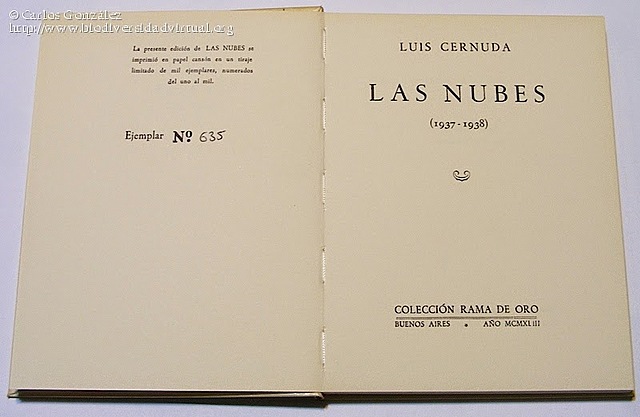 © Carlos González
http://www.biodiversidadvirtual.org
La presente edición de LAS NUBES se
imprimió en papel canzón en un tiraje
limitado de mil ejemplares, numerados
del uno al mil.
Ejemplar Nº 635
LUIS CERNUDA
LAS NUBES
(1937-1938)
COLECCIÓN RAMA DE ORO
BUENOS AIRES • AÑO MCMXLIII